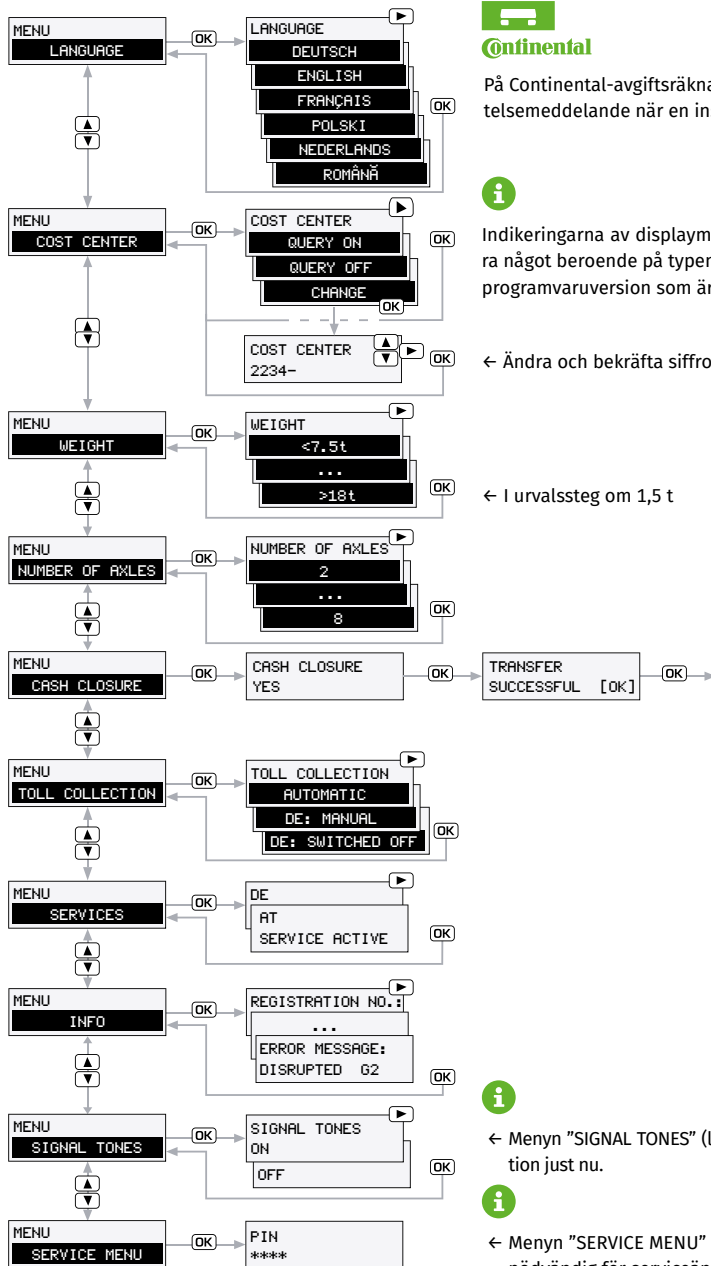 MENU
LANGUAGE
OK
LANGUAGE
DEUTSCH
ENGLISH
FRANÇAIS
POLSKI
NEDERLANDS
ROMÂNĂ
OK
Continental
På Continental-avgiftsräkna
telsemeddelande när en in
MENU
COST CENTER
OK
COST CENTER
QUERY ON
QUERY OFF
CHANGE
OK
OK
i
Indikeringarna av displaym
ra något beroende på typen
programvaruversion som är
COST CENTER
2234-
OK
← Ändra och bekräfta siffro
MENU
WEIGHT
OK
WEIGHT
<7.5t
...
>18t
OK
← I urvalssteg om 1,5 t
MENU
NUMBER OF AXLES
OK
NUMBER OF AXLES
2
...
8
OK
MENU
CASH CLOSURE
OK
CASH CLOSURE
YES
OK
TRANSFER
SUCCESSFUL [OK]
OK
MENU
TOLL COLLECTION
OK
TOLL COLLECTION
AUTOMATIC
DE: MANUAL
DE: SWITCHED OFF
OK
MENU
SERVICES
OK
DE
AT
SERVICE ACTIVE
OK
MENU
INFO
OK
REGISTRATION NO.:
...
ERROR MESSAGE:
DISRUPTED G2
OK
MENU
SIGNAL TONES
OK
SIGNAL TONES
ON
OFF
OK
i
← Menyn ”SIGNAL TONES” (l
tion just nu.
i
MENU
SERVICE MENU
OK
PIN
****
← Menyn ”SERVICE MENU”